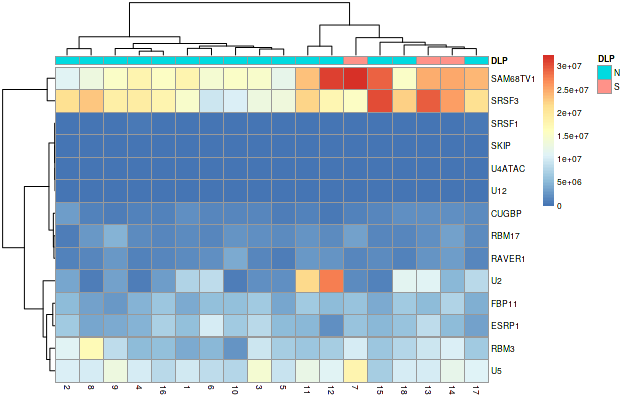 DLP
DLP
SAM68TV1
SRSF3
SRSF1
SKIP
U4ATAC
U12
CUGBP
RBM17
RAVER1
U2
FBP11
ESRP1
RBM3
U5
3e+07
2.5e+07
2e+07
1.5e+07
1e+07
5e+06
0
N
S
2 8 9 4 16 1 6 10 3 5 11 12 7 15 18 13 14 17